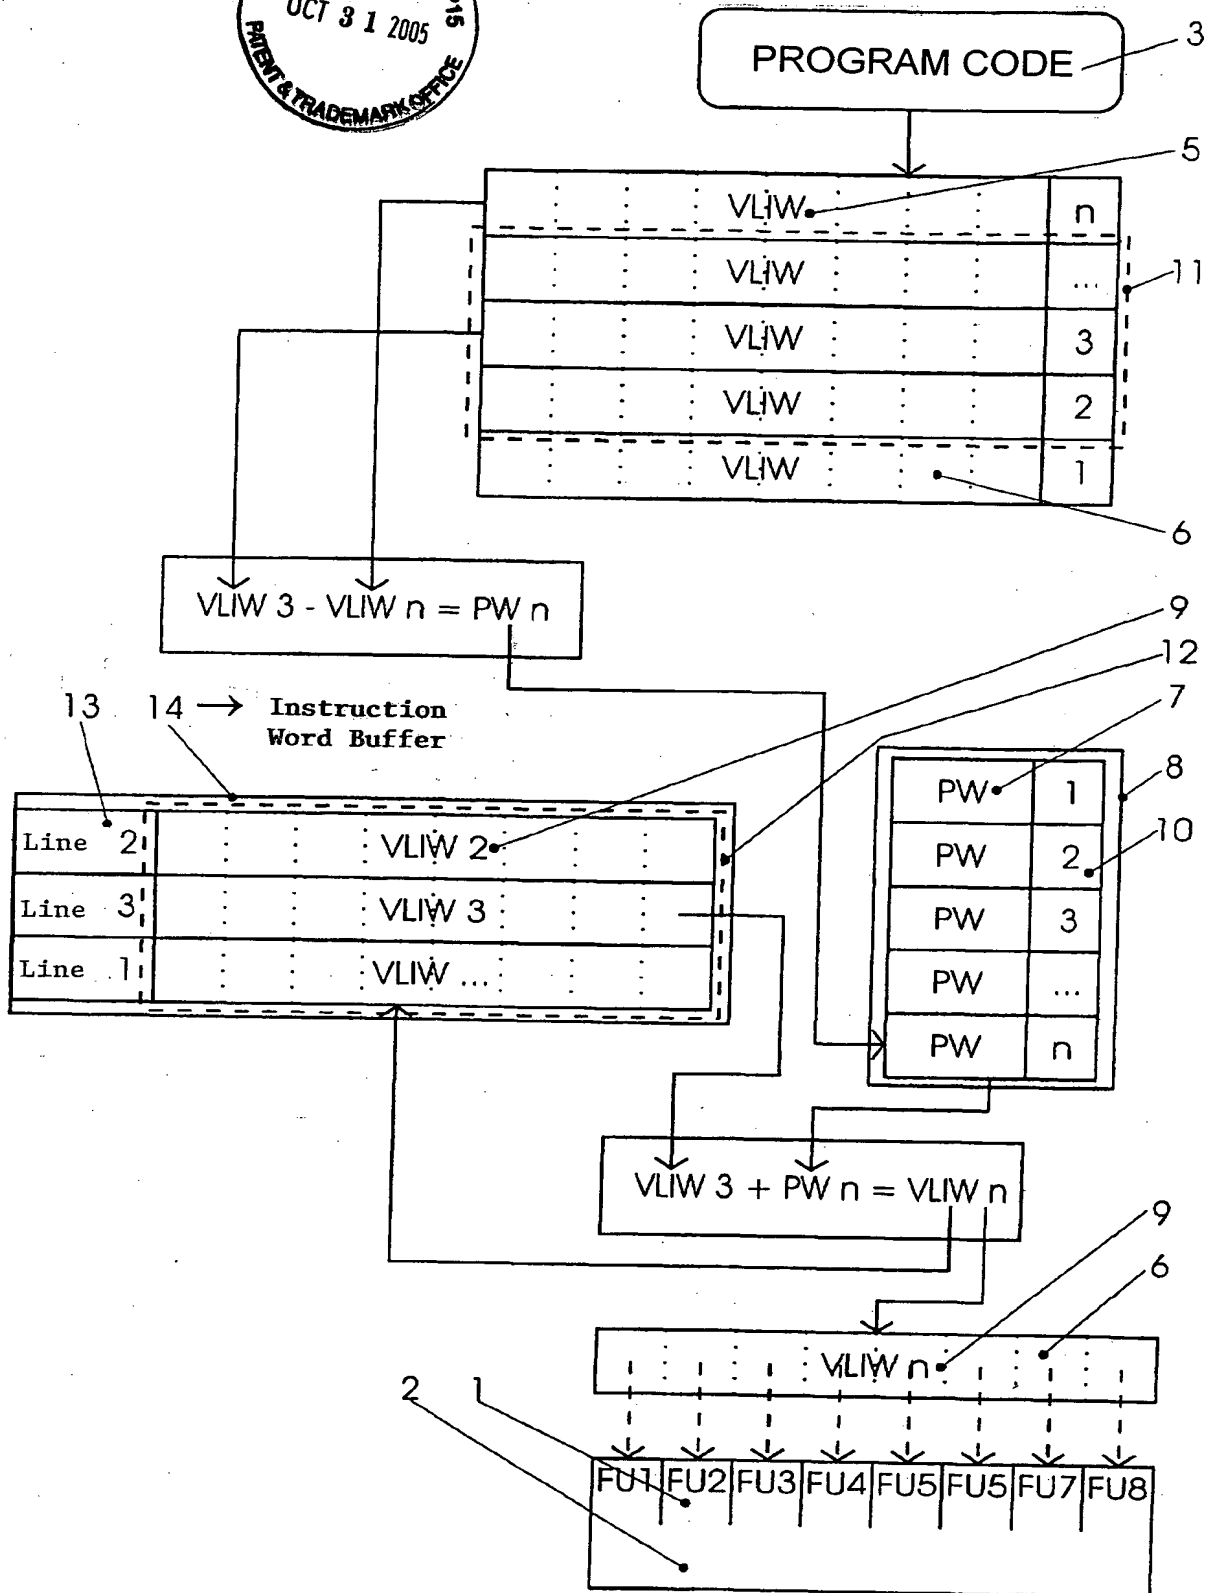 OCT 31 2005
PATENT & TRADEMARK OFFICE
PROGRAM CODE
3
5
VLIW n
VLIW ...
11
VLIW 3
VLIW 2
VLIW 1
6
VLIW 3 - VLIW n = PW n
9
12
7
13 14 → Instruction
Word Buffer
8
PW 1
10
PW 2
PW 3
PW ...
PW n
Line 2 VLIW 2
Line 3 VLIW 3
Line 1 VLIW ...
VLIW 3 + PW n = VLIW n
9
6
VLIW n
2 1
FU1 FU2 FU3 FU4 FU5 FU5 FU7 FU8